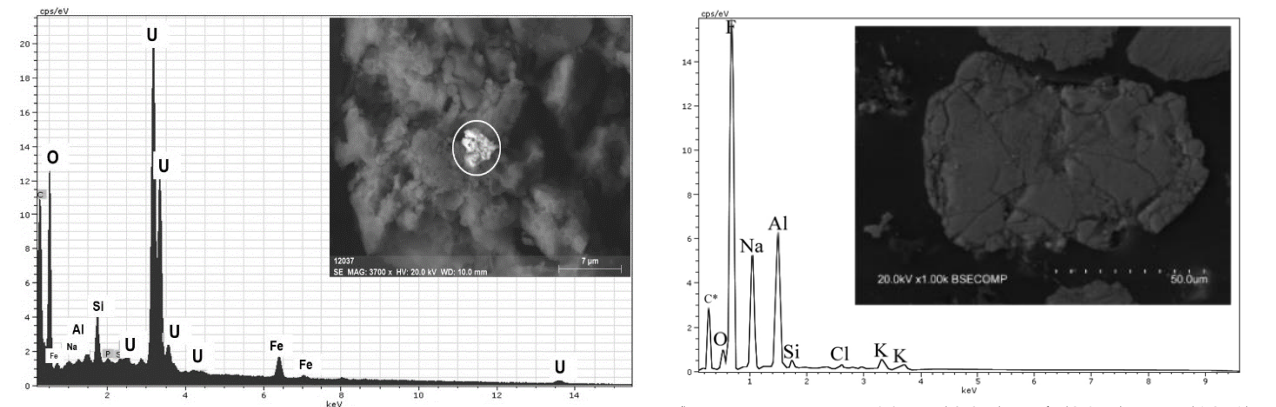 cps/eV
20
18
16
14
12
10
8
6
4
2
0
2
4
6
8
10
12
14
keV
C
O
Fe
Na
Al
Si
P
S
U
U
U
U
U
Fe
Fe
U
12037
SE MAG: 3700 x HV: 20.0 kV WD: 10.0 mm
7 µm
cps/eV
14
12
10
8
6
4
2
0
1
2
3
4
5
6
7
8
9
keV
C*
O
F
Na
Al
Si
Cl
K
K
20.0kV x1.00k BSECOMP
50.0um